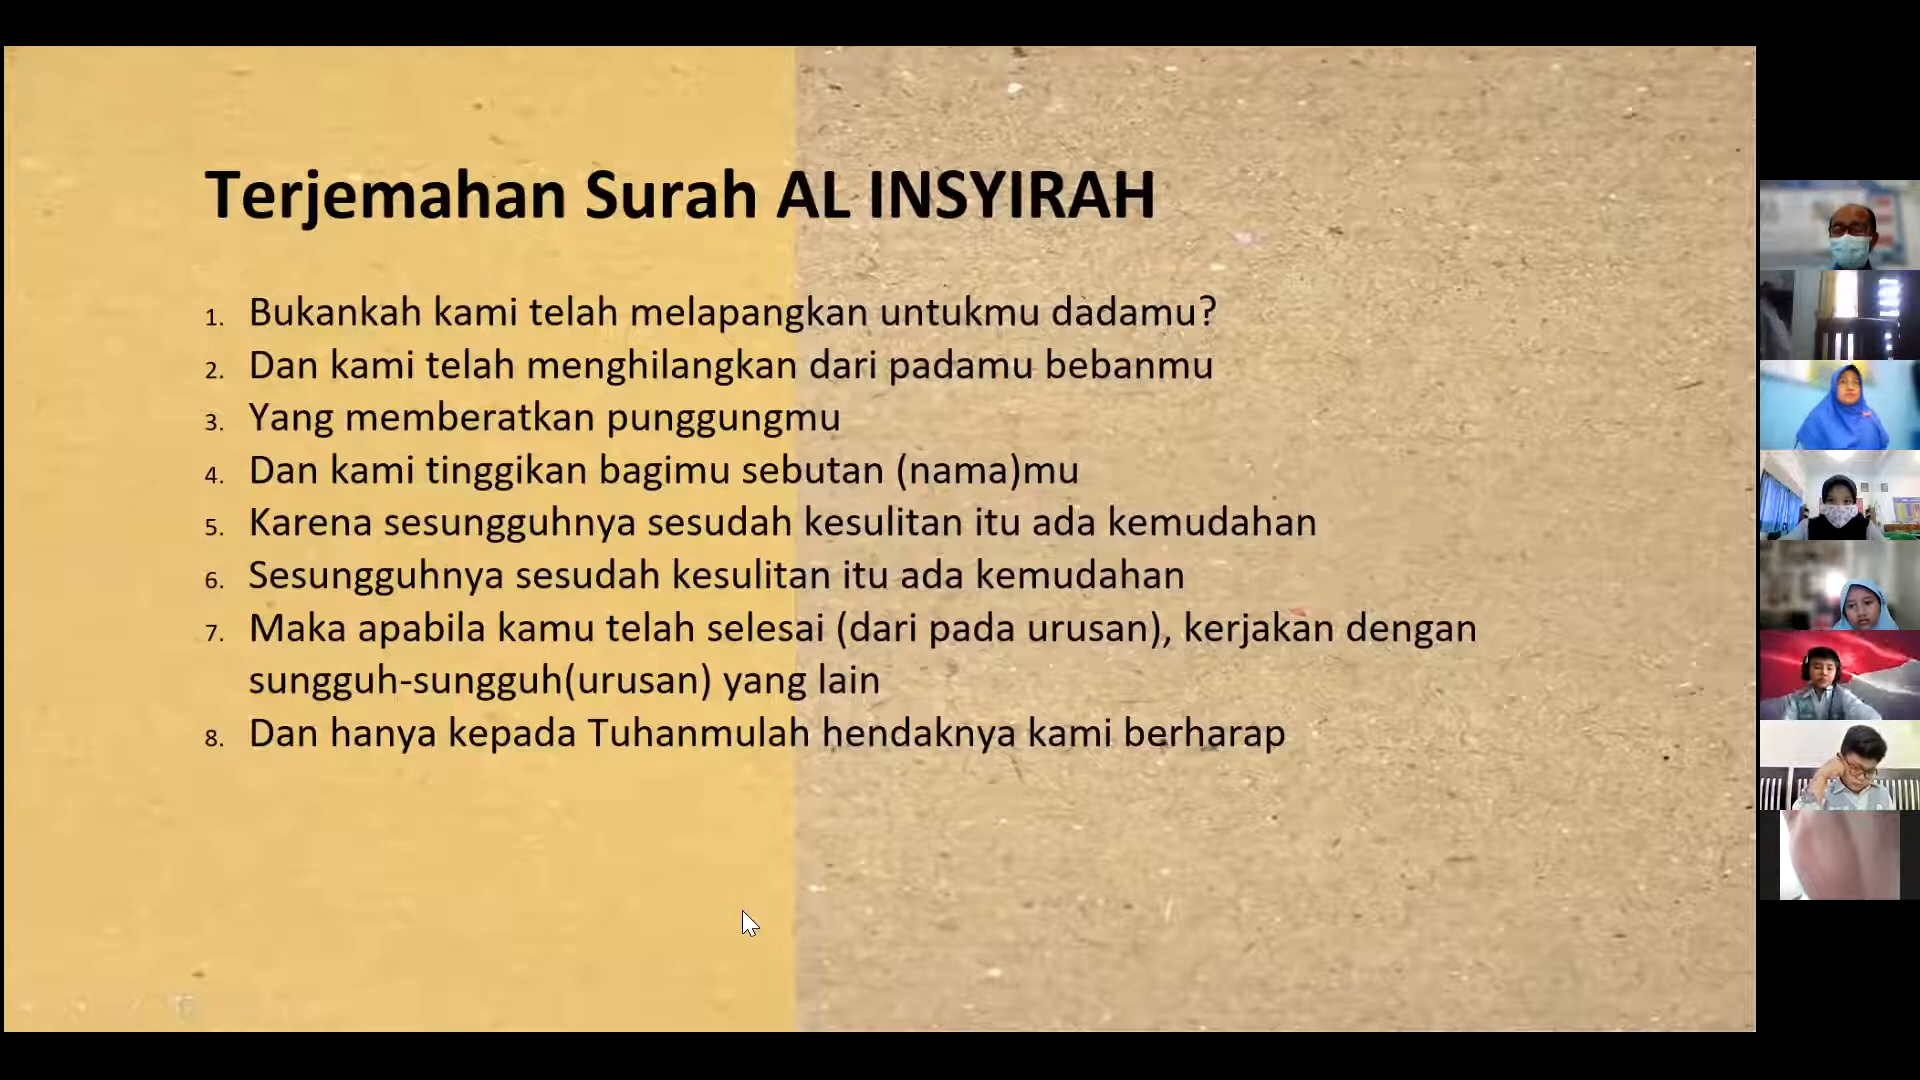 Terjemahan Surah AL INSYIRAH
1. Bukankah kami telah melapangkan untukmu dadamu?
2. Dan kami telah menghilangkan dari padamu bebanmu
3. Yang memberatkan punggungmu
4. Dan kami tinggikan bagimu sebutan (nama)mu
5. Karena sesungguhnya sesudah kesulitan itu ada kemudahan
6. Sesungguhnya sesudah kesulitan itu ada kemudahan
7. Maka apabila kamu telah selesai (dari pada urusan), kerjakan dengan
sungguh-sungguh(urusan) yang lain
8. Dan hanya kepada Tuhanmulah hendaknya kami berharap